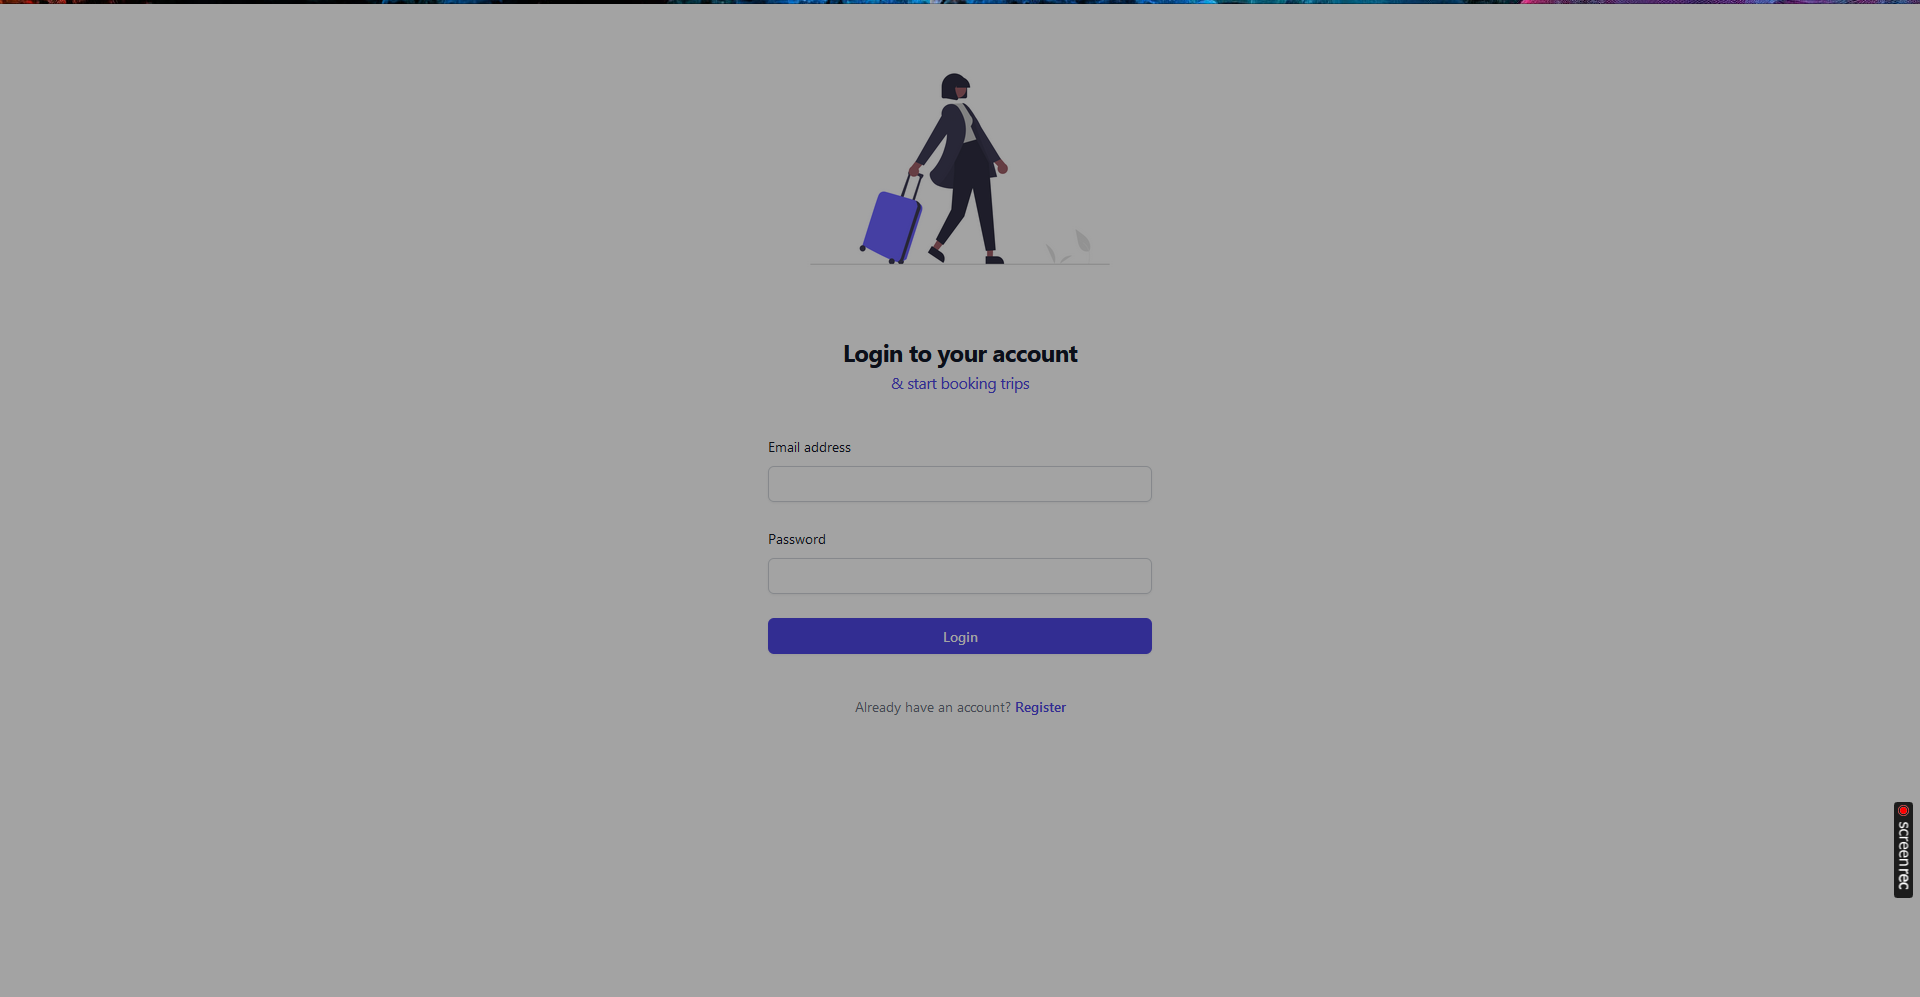 Login to your account
& start booking trips
Email address
Password
Login
Already have an account? Register
screenrec